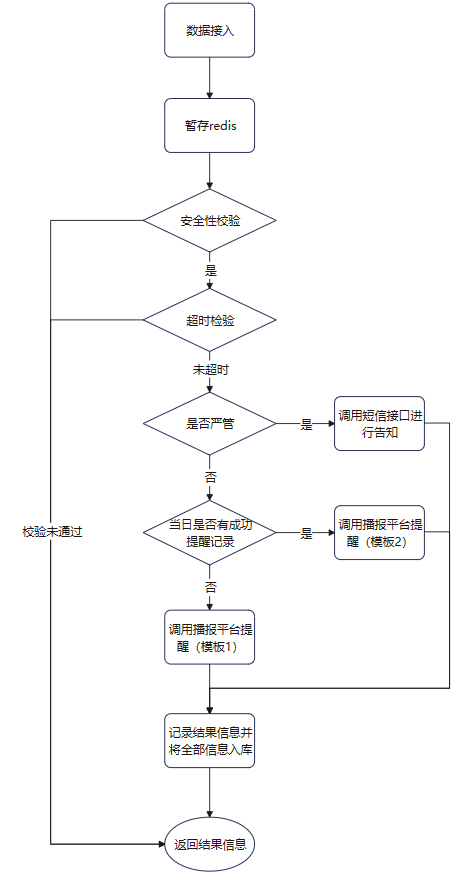 数据接入
暂存redis
安全性校验
是
超时检验
未超时
是否严管
是
调用短信接口进
行告知
否
当日是否有成功
提醒记录
是
调用播报平台提
醒（模板2）
校验未通过
否
调用播报平台提
醒（模板1）
记录结果信息并
将全部信息入库
返回结果信息